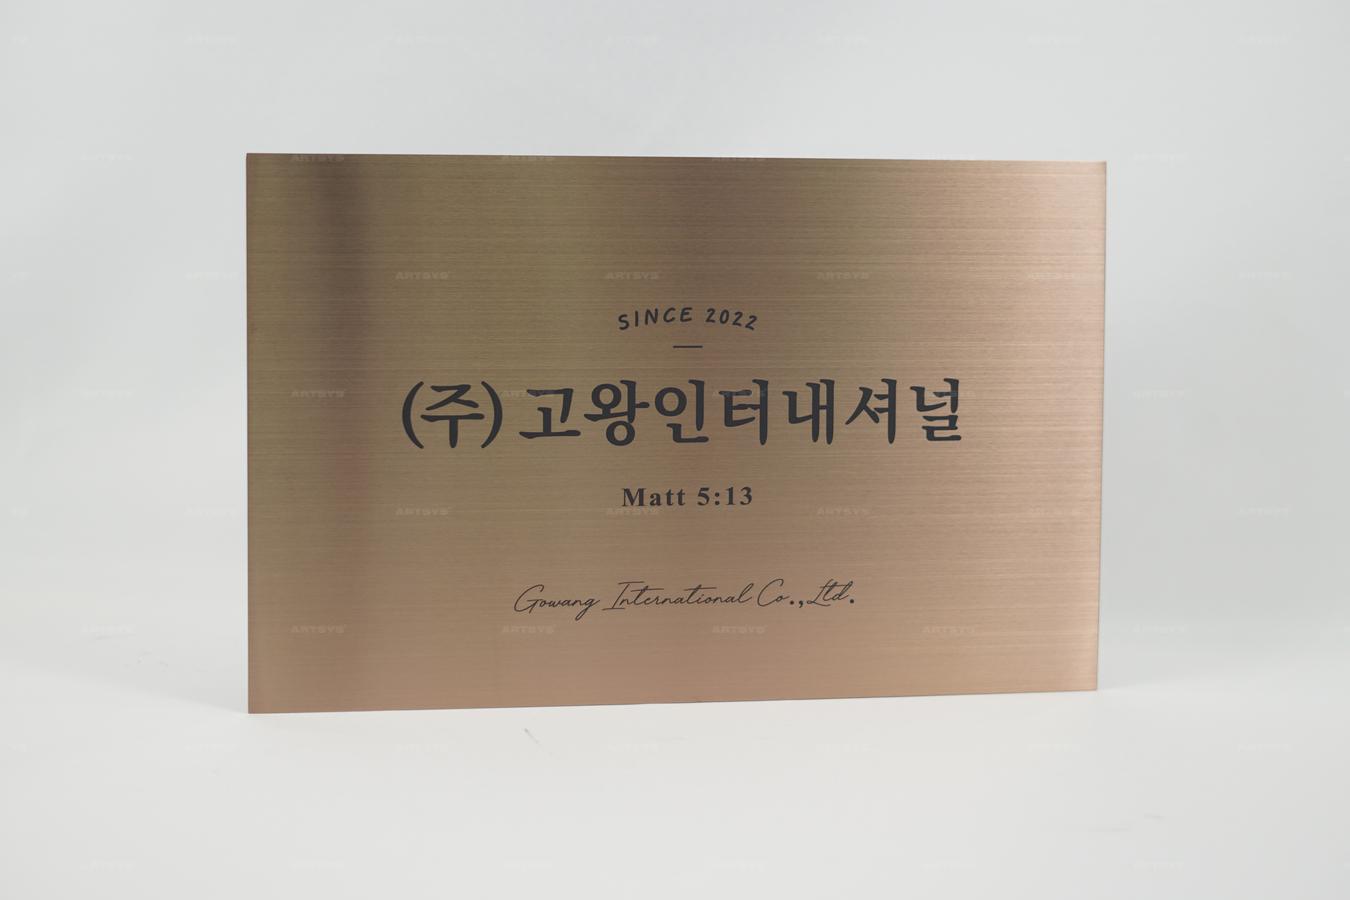 SINCE 2022
(주)고왕인터내셔널
Matt 5:13
Gowang International Co.,Ltd.